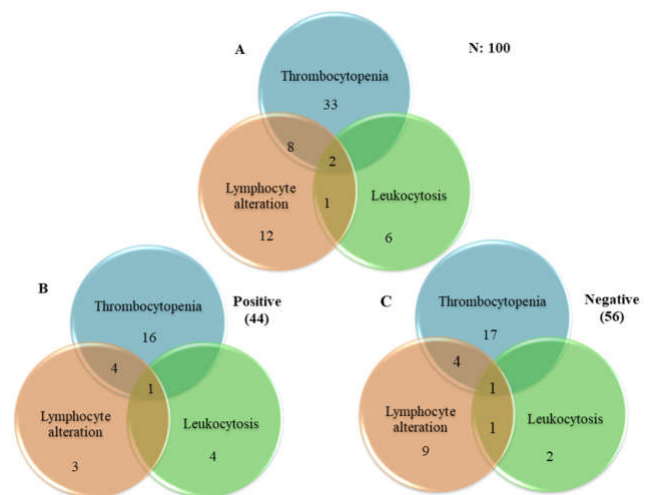 A
N: 100
Thrombocytopenia
33
8
2
Lymphocyte
alteration
1
Leukocytosis
12
6
B
Positive
(44)
Thrombocytopenia
16
4
1
Lymphocyte
alteration
Leukocytosis
3
4
C
Negative
(56)
Thrombocytopenia
17
4
1
Lymphocyte
alteration
1
Leukocytosis
9
2